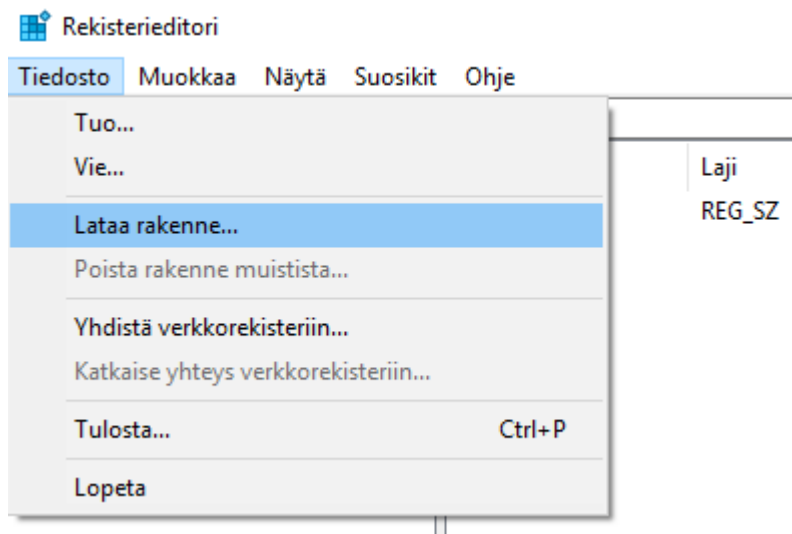 Rekisterieditori
Tiedosto Muokkaa Näytä Suosikit Ohje
Tuo...
Vie...
Laji
Lataa rakenne...
REG_SZ
Poista rakenne muistista...
Yhdistä verkkorekisteriin...
Katkaise yhteys verkkorekisteriin...
Tulosta... Ctrl+P
Lopeta